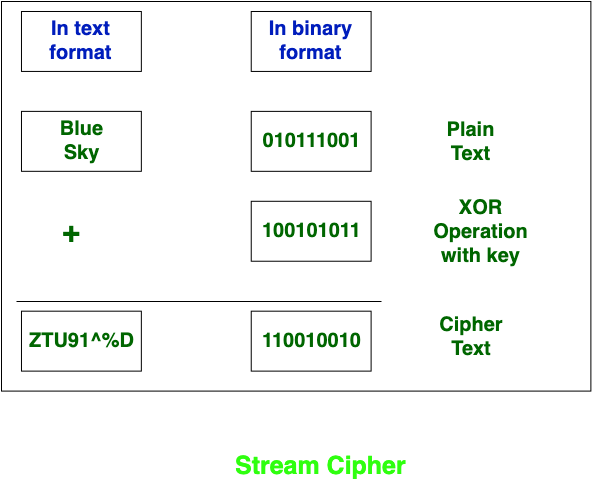 In text
format
In binary
format
Blue
Sky
010111001
Plain
Text
+
100101011
XOR
Operation
with key
ZTU91^%D
110010010
Cipher
Text
Stream Cipher